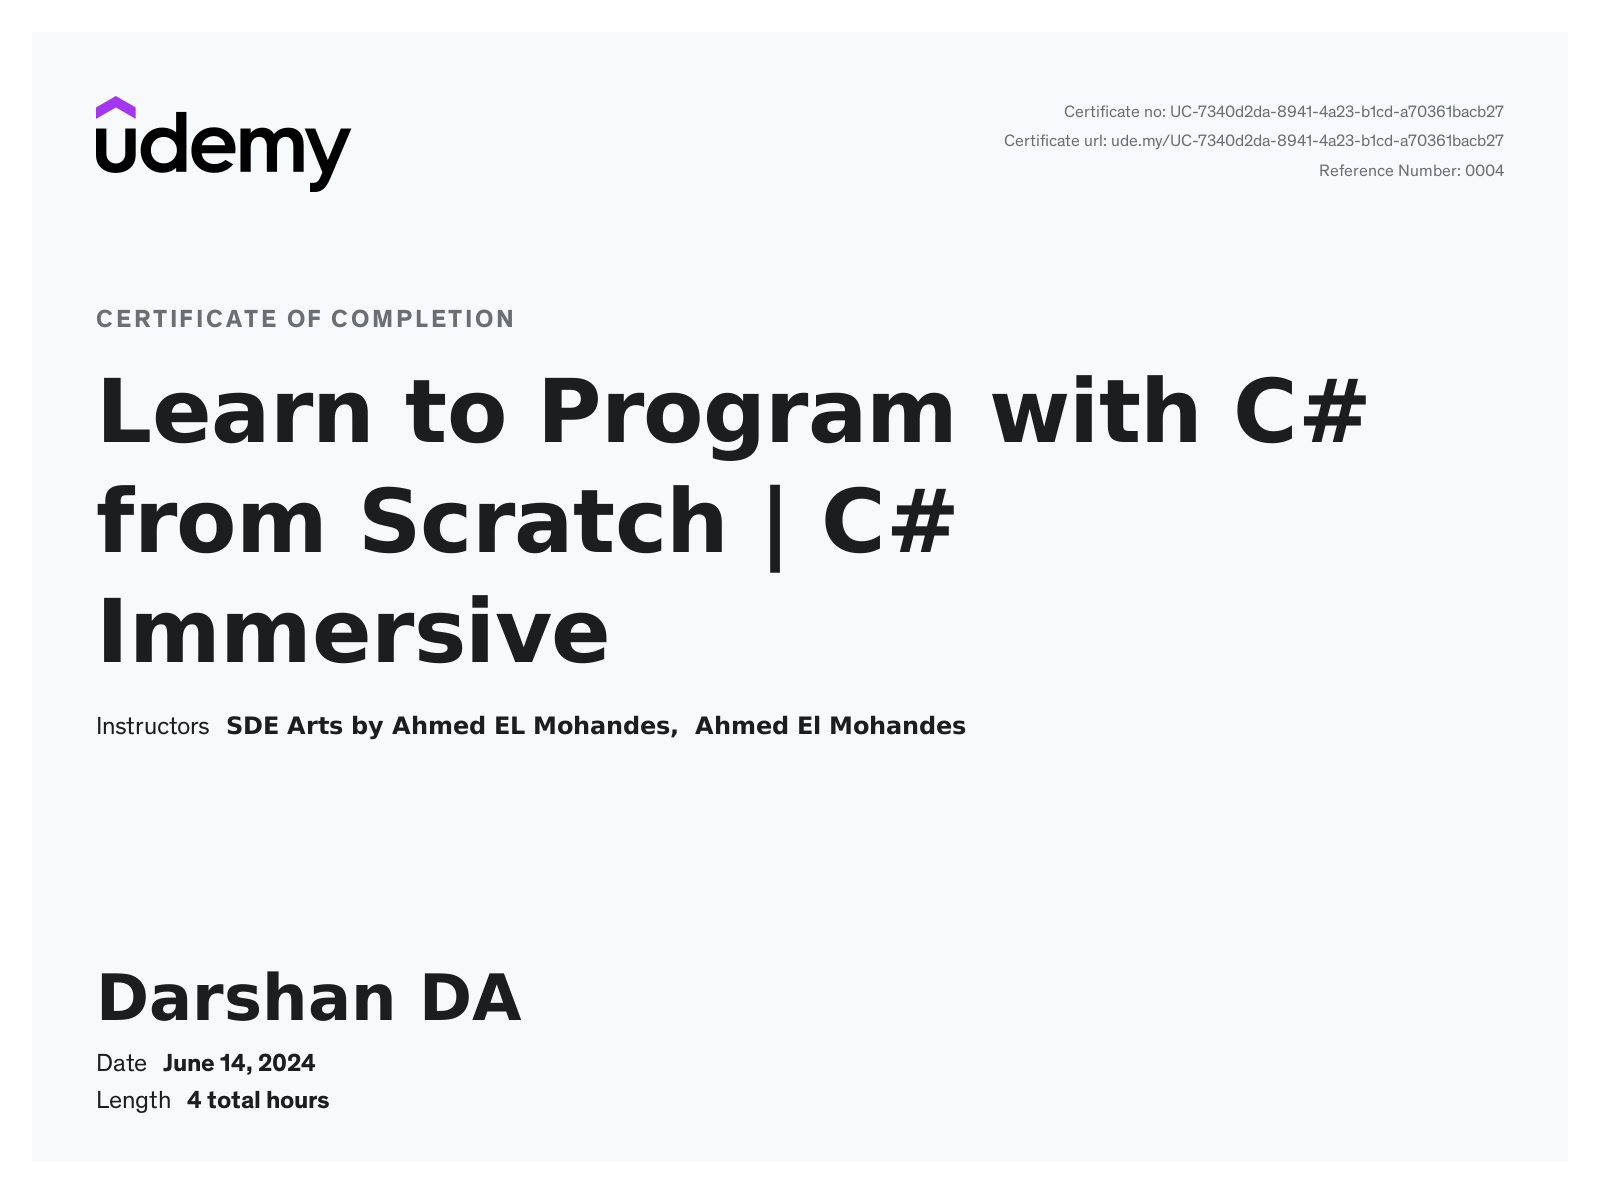 udemy
Certificate no: UC-7340d2da-8941-4a23-b1cd-a70361bacb27
Certificate url: ude.my/UC-7340d2da-8941-4a23-b1cd-a70361bacb27
Reference Number: 0004
CERTIFICATE OF COMPLETION
Learn to Program with C#
from Scratch | C#
Immersive
Instructors SDE Arts by Ahmed EL Mohandes, Ahmed El Mohandes
Darshan DA
Date June 14, 2024
Length 4 total hours